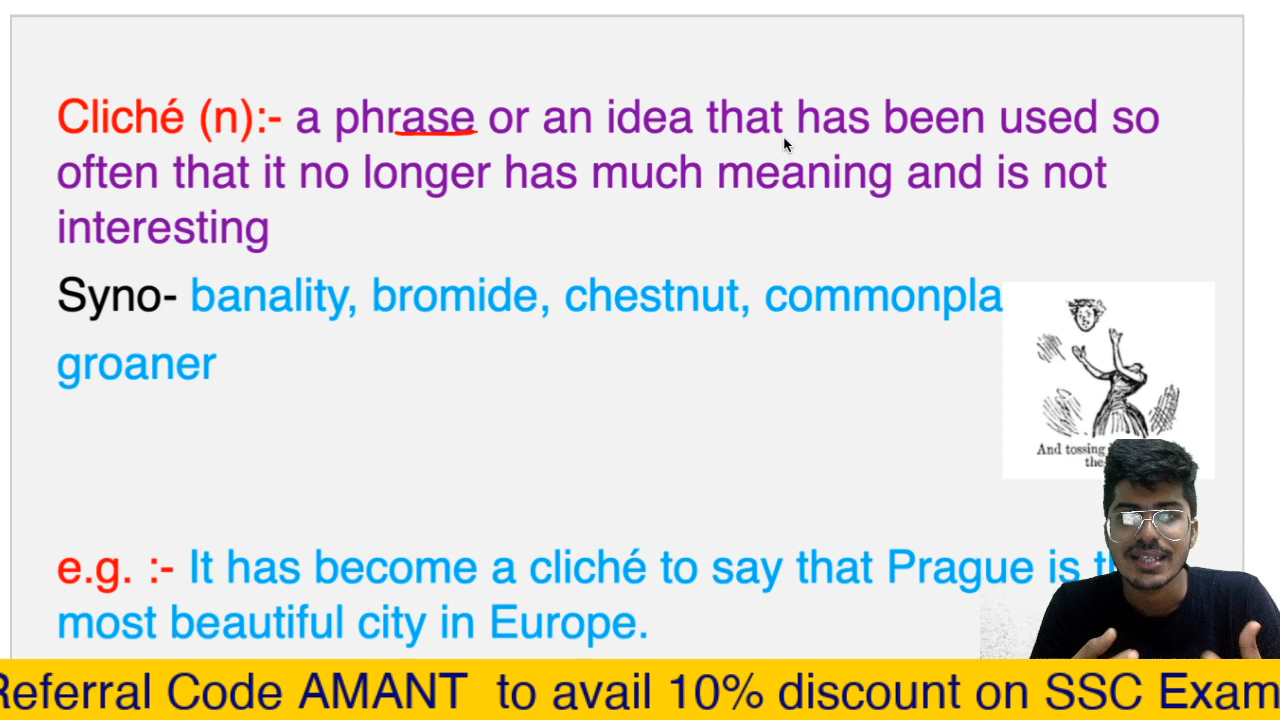 Cliché (n):- a phrase or an idea that has been used so
often that it no longer has much meaning and is not
interesting
Syno- banality, bromide, chestnut,
groaner
And tossing
the
e.g. :- It has become a cliché to say that Prague is
most beautiful city in Europe.
Referral Code AMANT to avail 10% discount on SSC Exam